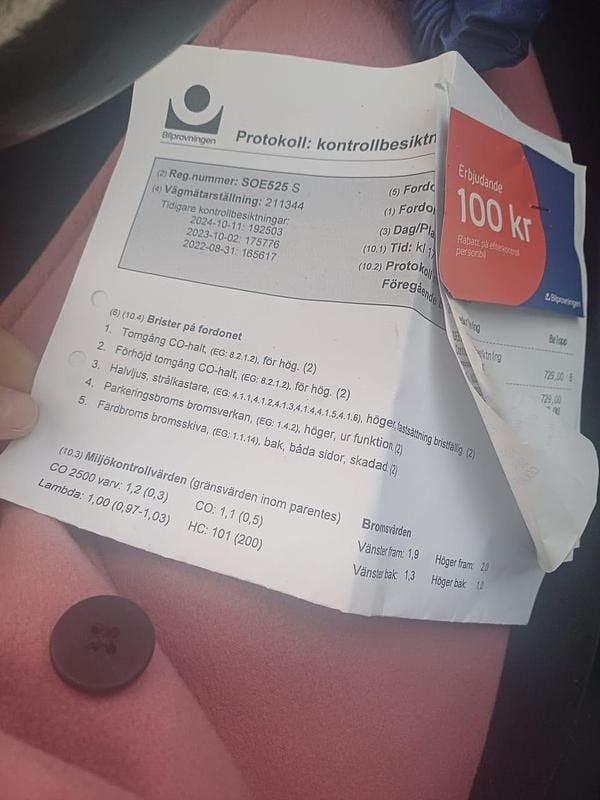 Bilprovningen
Protokoll: kontrollbesiktn
(2) Reg.nummer: SOE525 S
(4) Vägmätarställning: 211344
Tidigare kontrollbesiktningar:
2024-10-11: 192503
2023-10-02: 175776
2022-08-31: 165617
(5) Fordo
(1) Fordo
(3) Dag/Pla
(10.1) Tid: kl 1
(10.2) Protokoll
Föregående
Erbjudande
100 kr
Rabatt på efterkontroll
personbil
Bilprovningen
Belopp
725,00
729,00
(6) (10.4) Brister på fordonet
1. Tomgång CO-halt, (EG: 8.2.1.2), för hög. (2)
2. Förhöjd tomgång CO-halt, (EG: 8.2.1.2), för hög. (2)
3. Halvljus, strålkastare, (EG: 4.1.1,4.1.2,4.1.3,4.1.4,4.1.5,4.1.6), höger, fastsättning bristfällig. (2)
4. Parkeringsbroms bromsverkan, (EG: 1.4.2), höger, ur funktion. (2)
5. Färdbroms bromsskiva, (EG: 1.1.14), bak, båda sidor, skadad. (2)
(10.3) Miljökontrollvärden (gränsvärden inom parentes)
CO 2500 varv: 1,2 (0,3) CO: 1,1 (0,5)
Lambda: 1,00 (0,97-1,03) HC: 101 (200)
Bromsvärden
Vänster fram: 1,9 Höger fram: 2,0
Vänster bak: 1,3 Höger bak: 1,0